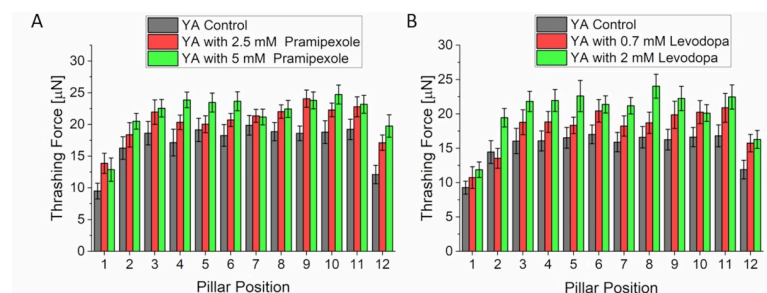 A
YA Control
YA with 2.5 mM Pramipexole
YA with 5 mM Pramipexole
Thrashing Force [µN]
30
25
20
15
10
5
0
1 2 3 4 5 6 7 8 9 10 11 12
Pillar Position
B
YA Control
YA with 0.7 mM Levodopa
YA with 2 mM Levodopa
Thrashing Force [µN]
30
25
20
15
10
5
0
1 2 3 4 5 6 7 8 9 10 11 12
Pillar Position